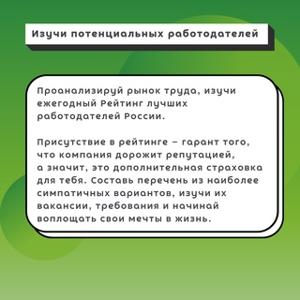 Изучи потенциальных работодателей
Проанализируй рынок труда, изучи
ежегодный Рейтинг лучших
работодателей России.
Присутствие в рейтинге – гарант того,
что компания дорожит репутацией,
а значит, это дополнительная страховка
для тебя. Составь перечень из наиболее
симпатичных вариантов, изучи их
вакансии, требования и начинай
воплощать свои мечты в жизнь.